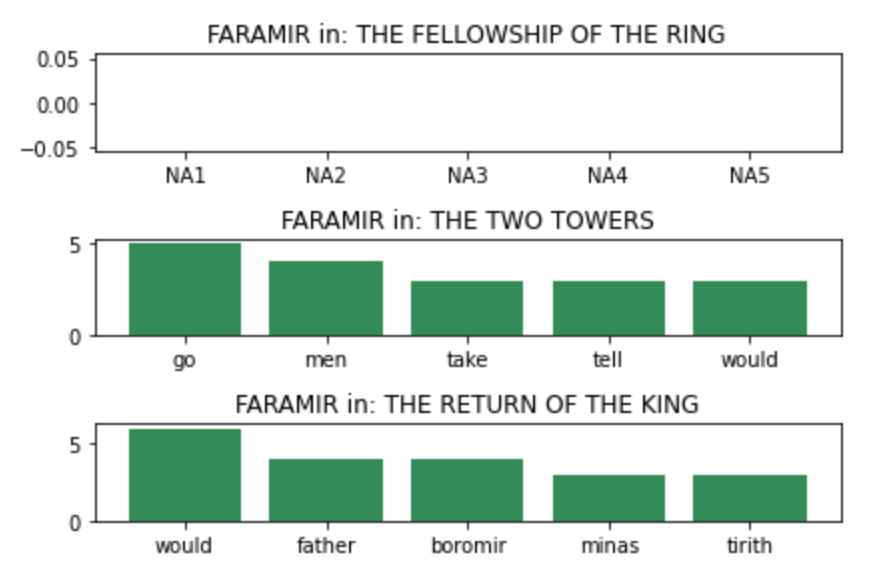 FARAMIR in: THE FELLOWSHIP OF THE RING
0.05
0.00
−0.05
NA1 NA2 NA3 NA4 NA5
FARAMIR in: THE TWO TOWERS
5
0
go men take tell would
FARAMIR in: THE RETURN OF THE KING
5
0
would father boromir minas tirith